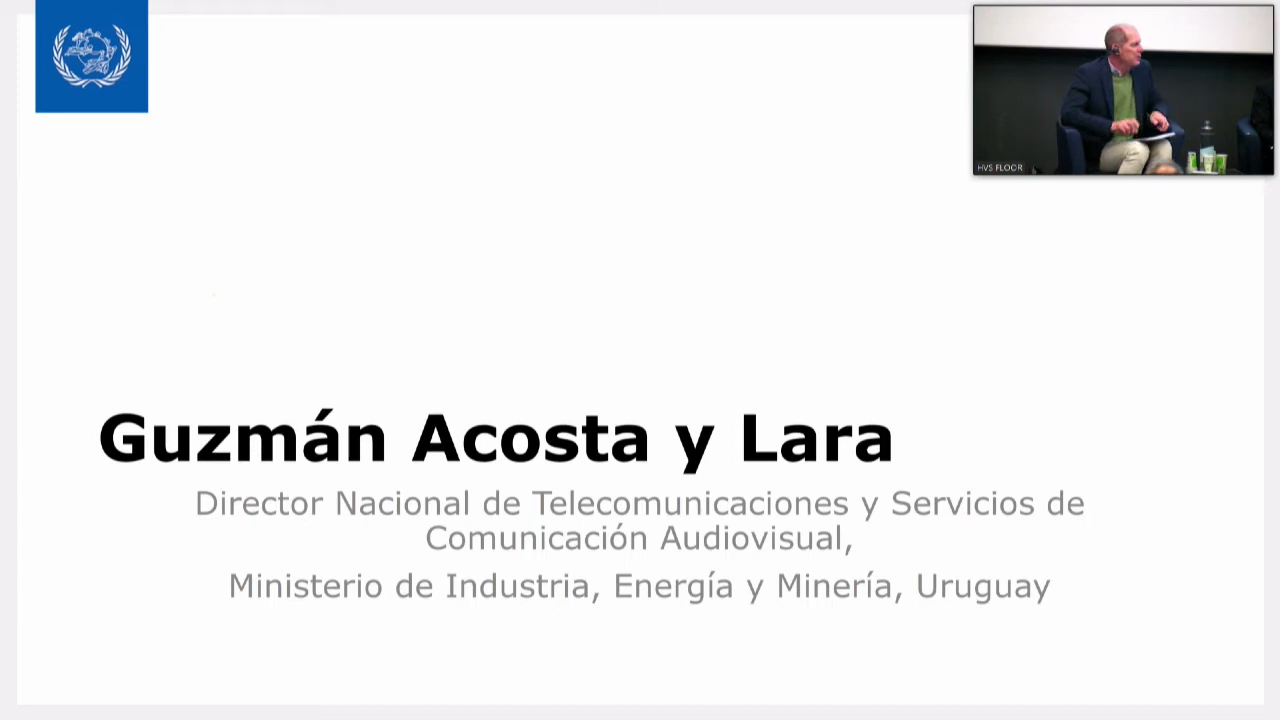 HVS FLOOR
Guzmán Acosta y Lara
Director Nacional de Telecomunicaciones y Servicios de
Comunicación Audiovisual,
Ministerio de Industria, Energía y Minería, Uruguay